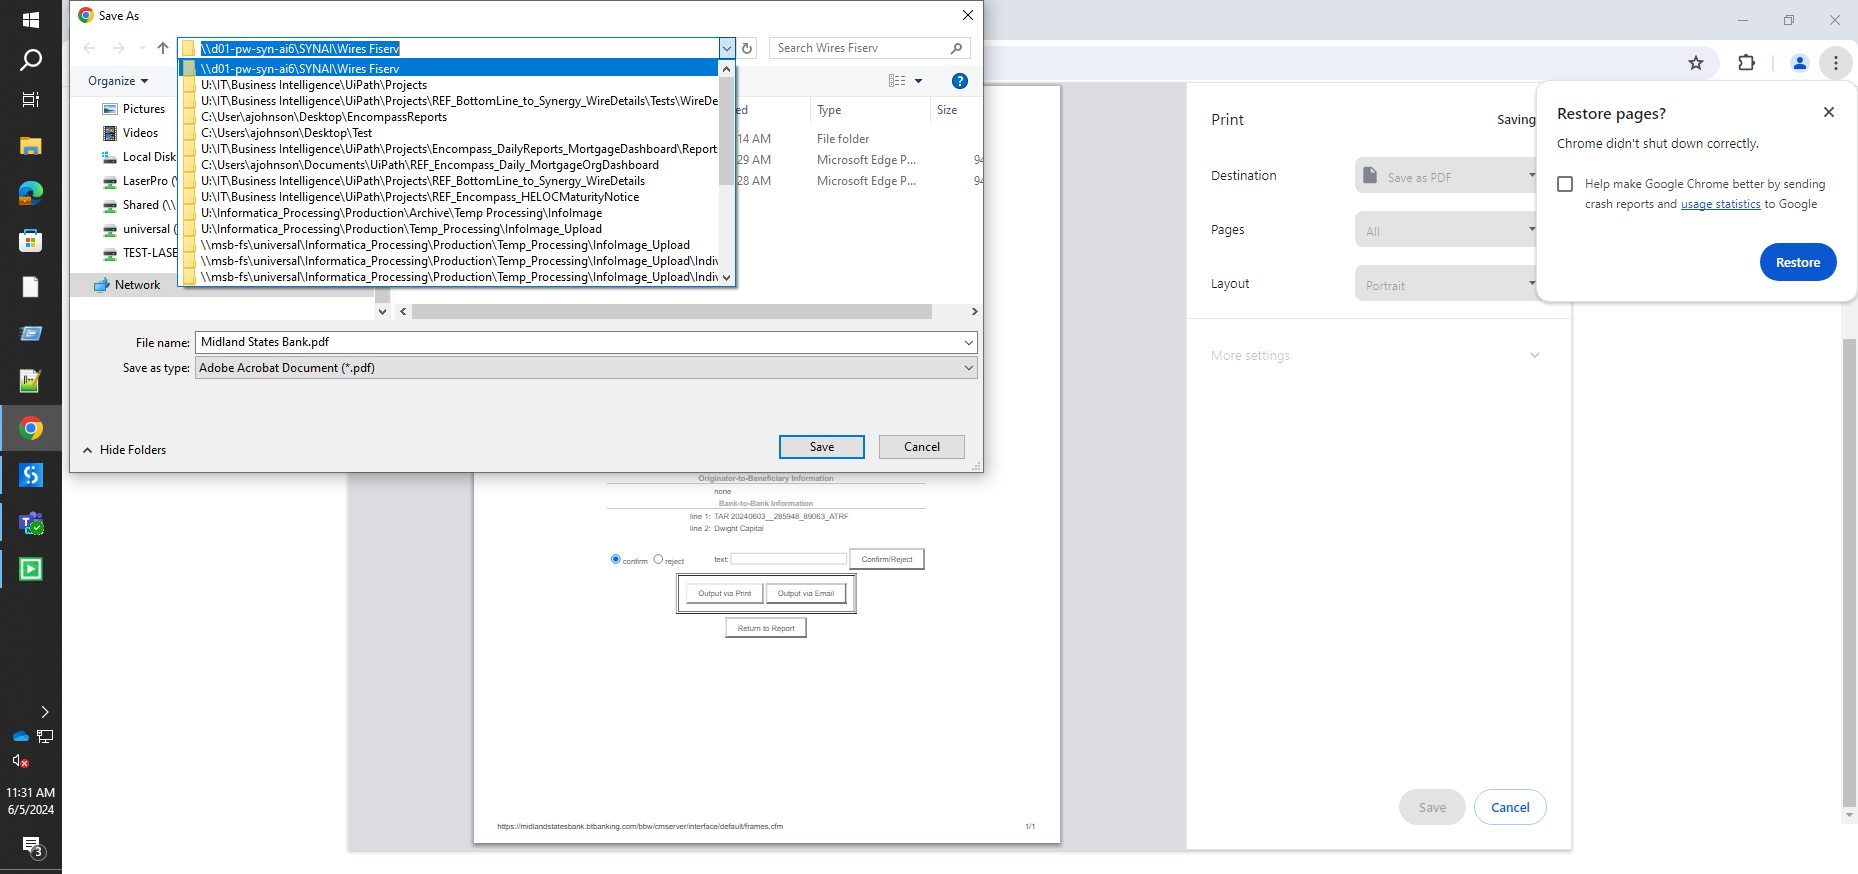 Save As
\\d01-pw-syn-ai6\SYNAI\Wires Fiserv
Search Wires Fiserv
\\d01-pw-syn-ai6\SYNAI\Wires Fiserv
U:\IT\Business Intelligence\UiPath\Projects
U:\IT\Business Intelligence\UiPath\Projects\REF_BottomLine_to_Synergy_WireDetails\Tests\WireDe
C:\User\ajohnson\Desktop\EncompassReports
C:\Users\ajohnson\Desktop\Test
U:\IT\Business Intelligence\UiPath\Projects\Encompass_DailyReports_MortgageDashboard\Report
C:\Users\ajohnson\Documents\UiPath\REF_Encompass_Daily_MortgageOrgDashboard
U:\IT\Business Intelligence\UiPath\Projects\REF_BottomLine_to_Synergy_WireDetails
U:\IT\Business Intelligence\UiPath\Projects\REF_Encompass_HELOCMaturityNotice
U:\Informatica_Processing\Production\Archive\Temp Processing\InfoImage
U:\Informatica_Processing\Production\Temp_Processing\InfoImage_Upload
\\msb-fs\universal\Informatica_Processing\Production\Temp_Processing\InfoImage_Upload
\\msb-fs\universal\Informatica_Processing\Production\Temp_Processing\InfoImage_Upload\Indiv
\\msb-fs\universal\Informatica_Processing\Production\Temp_Processing\InfoImage_Upload\Indiv
Organize
Pictures
Videos
Local Disk
LaserPro (
Shared (\\
universal (
TEST-LASE
Network
ed Type Size
14 AM File folder
29 AM Microsoft Edge P... 94
28 AM Microsoft Edge P... 94
File name: Midland States Bank.pdf
Save as type: Adobe Acrobat Document (*.pdf)
Hide Folders
Save Cancel
Originator-to-Beneficiary Information
none
Bank-to-Bank Information
line 1: TAR 20240603__285948_89063_ATRF
line 2: Dwight Capital
confirm reject text: Confirm/Reject
Output via Print Output via Email
Return to Report
https://midlandstatesbank.btbanking.com/bbw/cmserver/interface/default/frames.cfm 1/1
Print Saving
Destination Save as PDF
Pages All
Layout Portrait
More settings
Save Cancel
Restore pages?
Chrome didn't shut down correctly.
Help make Google Chrome better by sending
crash reports and usage statistics to Google
Restore
11:31 AM
6/5/2024
3